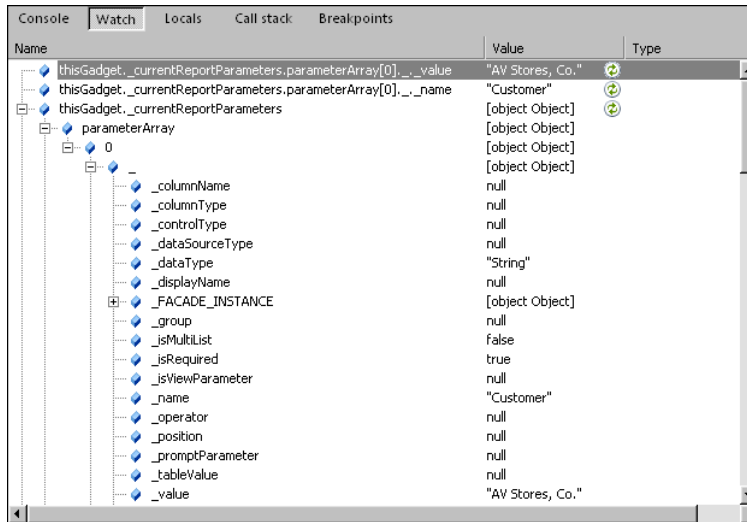 Console Watch Locals Call stack Breakpoints
Name Value Type
thisGadget._currentReportParameters.parameterArray[0]._._value "AV Stores, Co."
thisGadget._currentReportParameters.parameterArray[0]._._name "Customer"
thisGadget._currentReportParameters [object Object]
parameterArray [object Object]
0 [object Object]
_ [object Object]
_columnName null
_columnType null
_controlType null
_dataSourceType null
_dataType "String"
_displayName null
_FACADE_INSTANCE [object Object]
_group null
_isMultiList false
_isRequired true
_isViewParameter null
_name "Customer"
_operator null
_position null
_promptParameter null
_tableValue null
_value "AV Stores, Co."